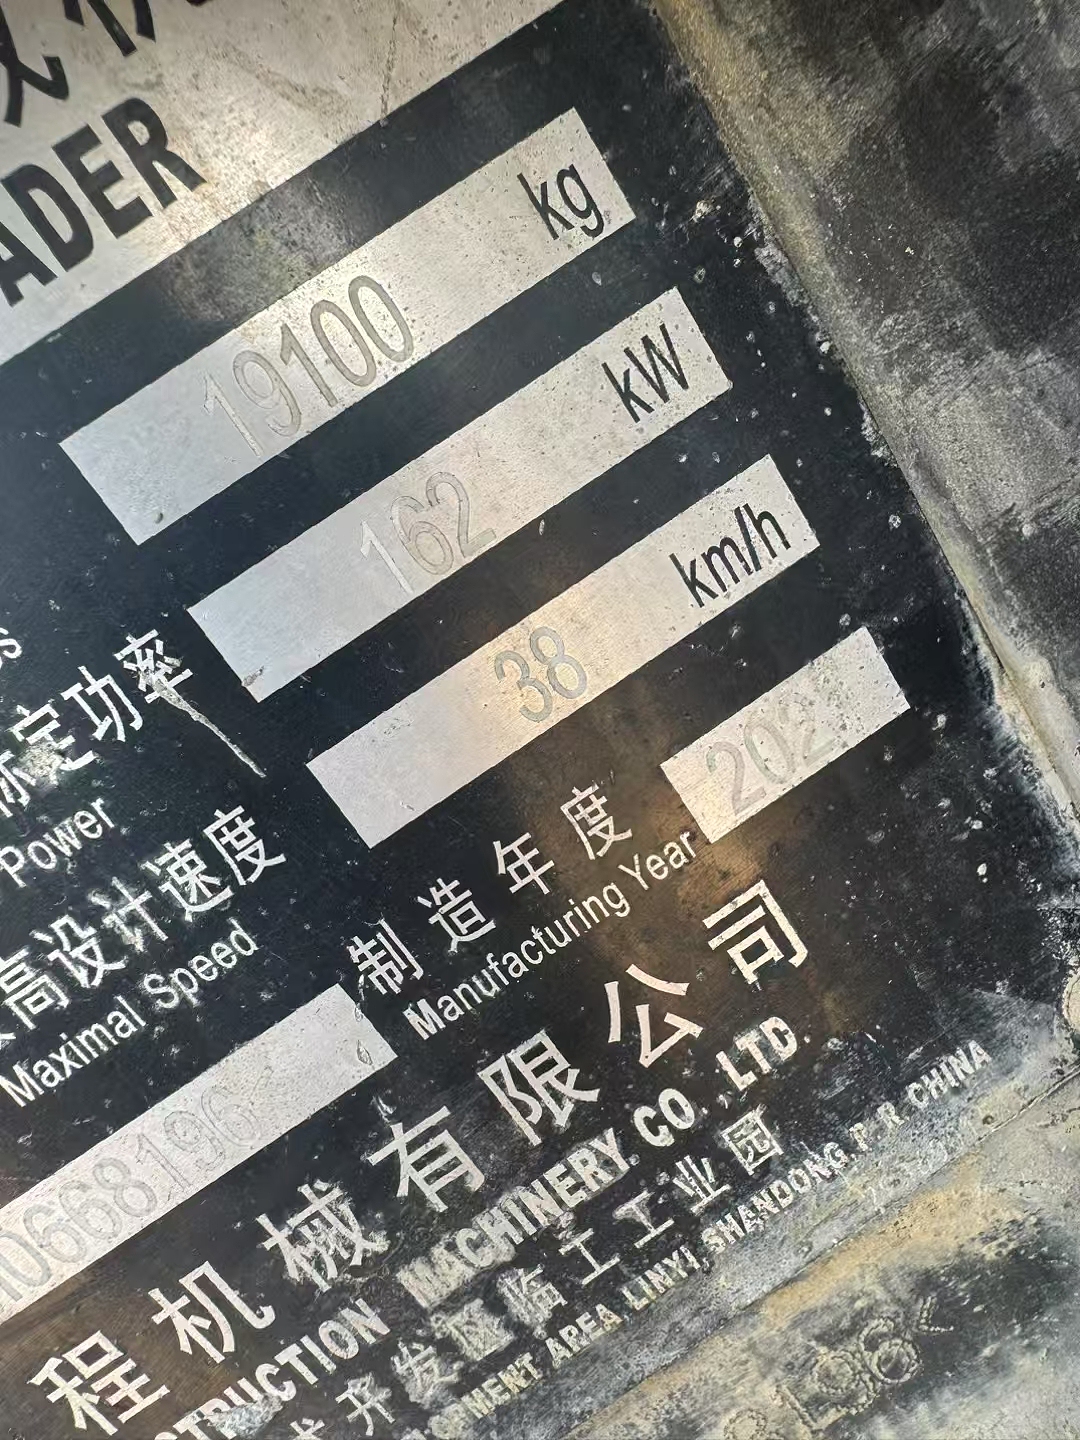 ADER
19100 kg
162 kW
定功率
Power
38 km/h
高设计速度
Maximal Speed
制造年度
Manufacturing Year 202
0668196
程机械有限公司
STRUCTION MACHINERY CO.,LTD.
开发区临工工业园
OPMENT AREA LINYI, SHANDONG, P. R. CHINA
8196